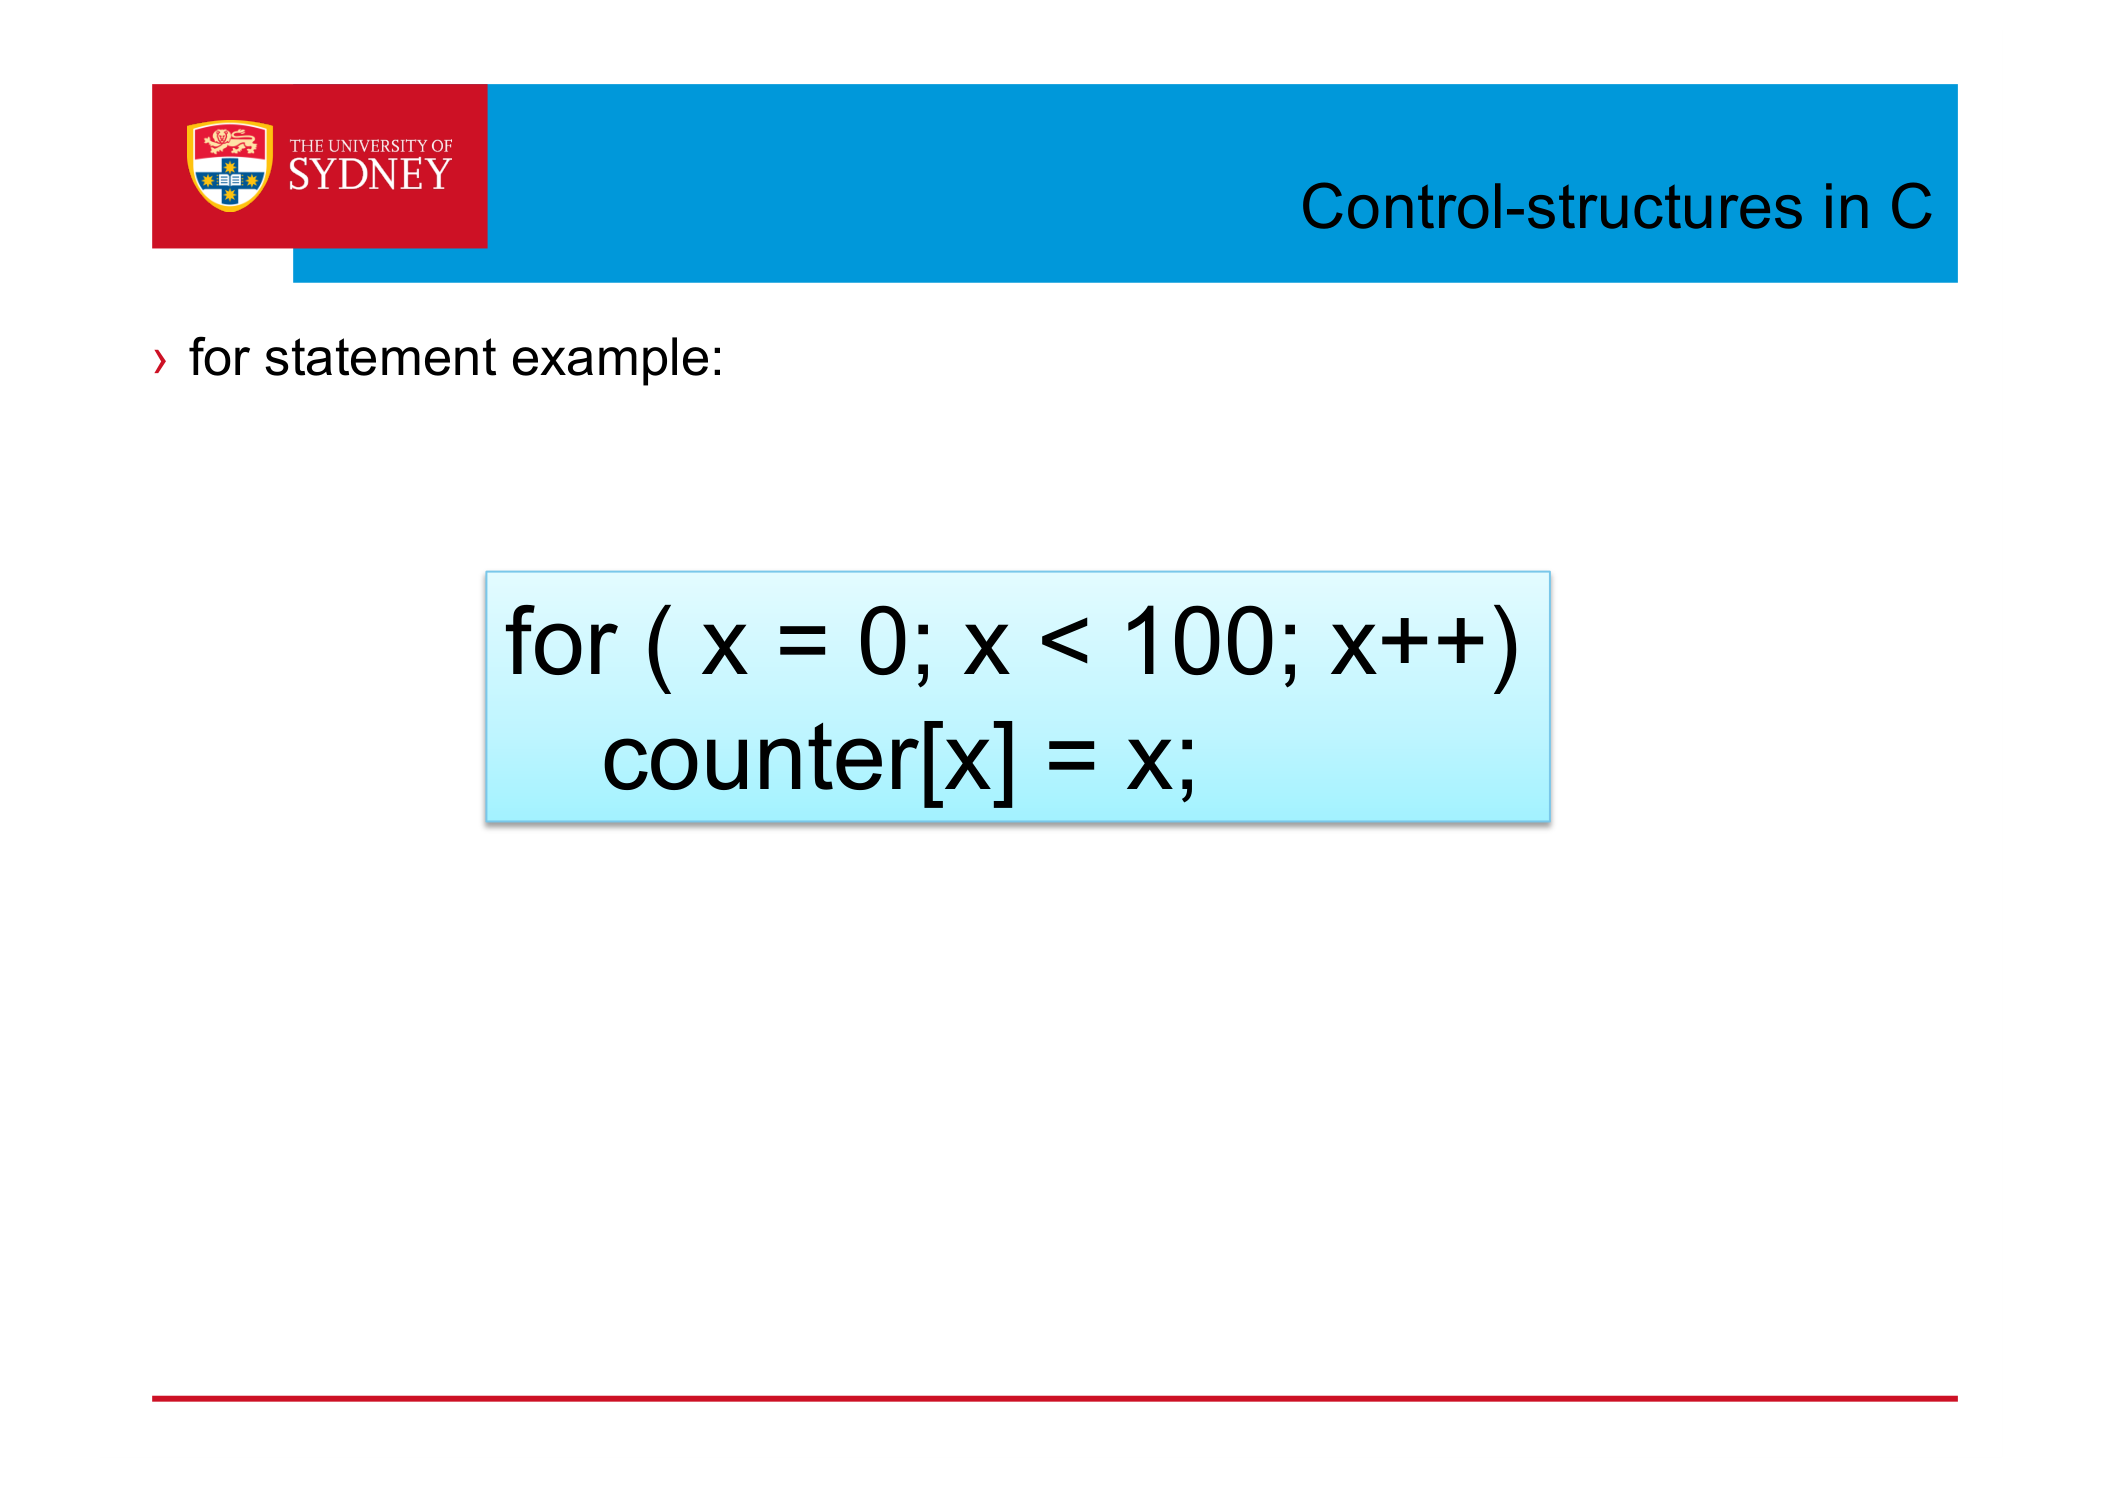 THE UNIVERSITY OF
SYDNEY
Control-structures in C
› for statement example:
for ( x = 0; x < 100; x++)
counter[x] = x;